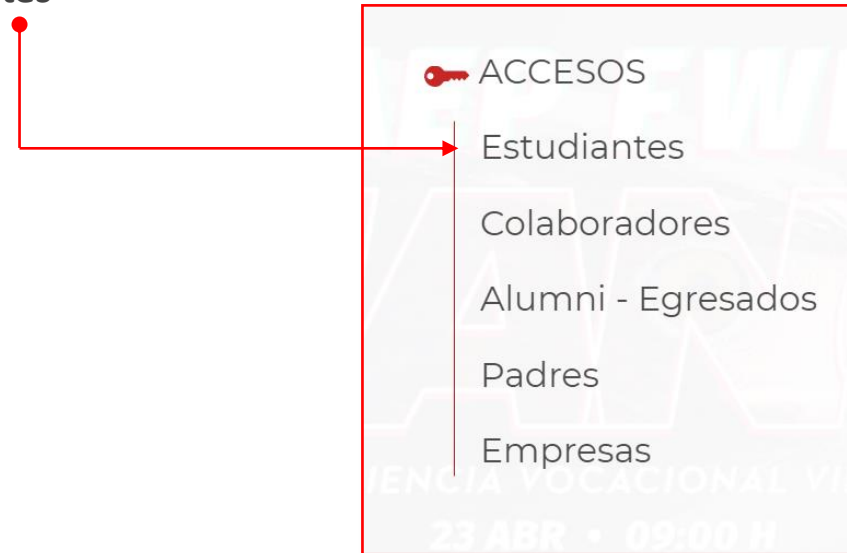 ACCESOS
Estudiantes
Colaboradores
Alumni - Egresados
Padres
Empresas
23 ABR • 09:00 H